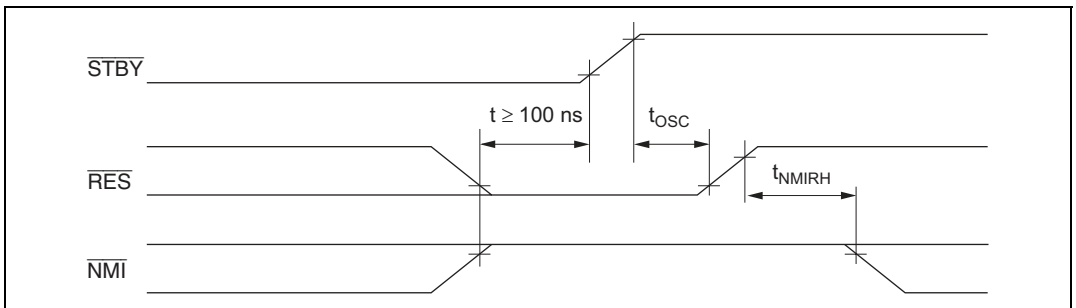 STBY
t ≥ 100 ns
tOSC
RES
tNMIRH
NMI